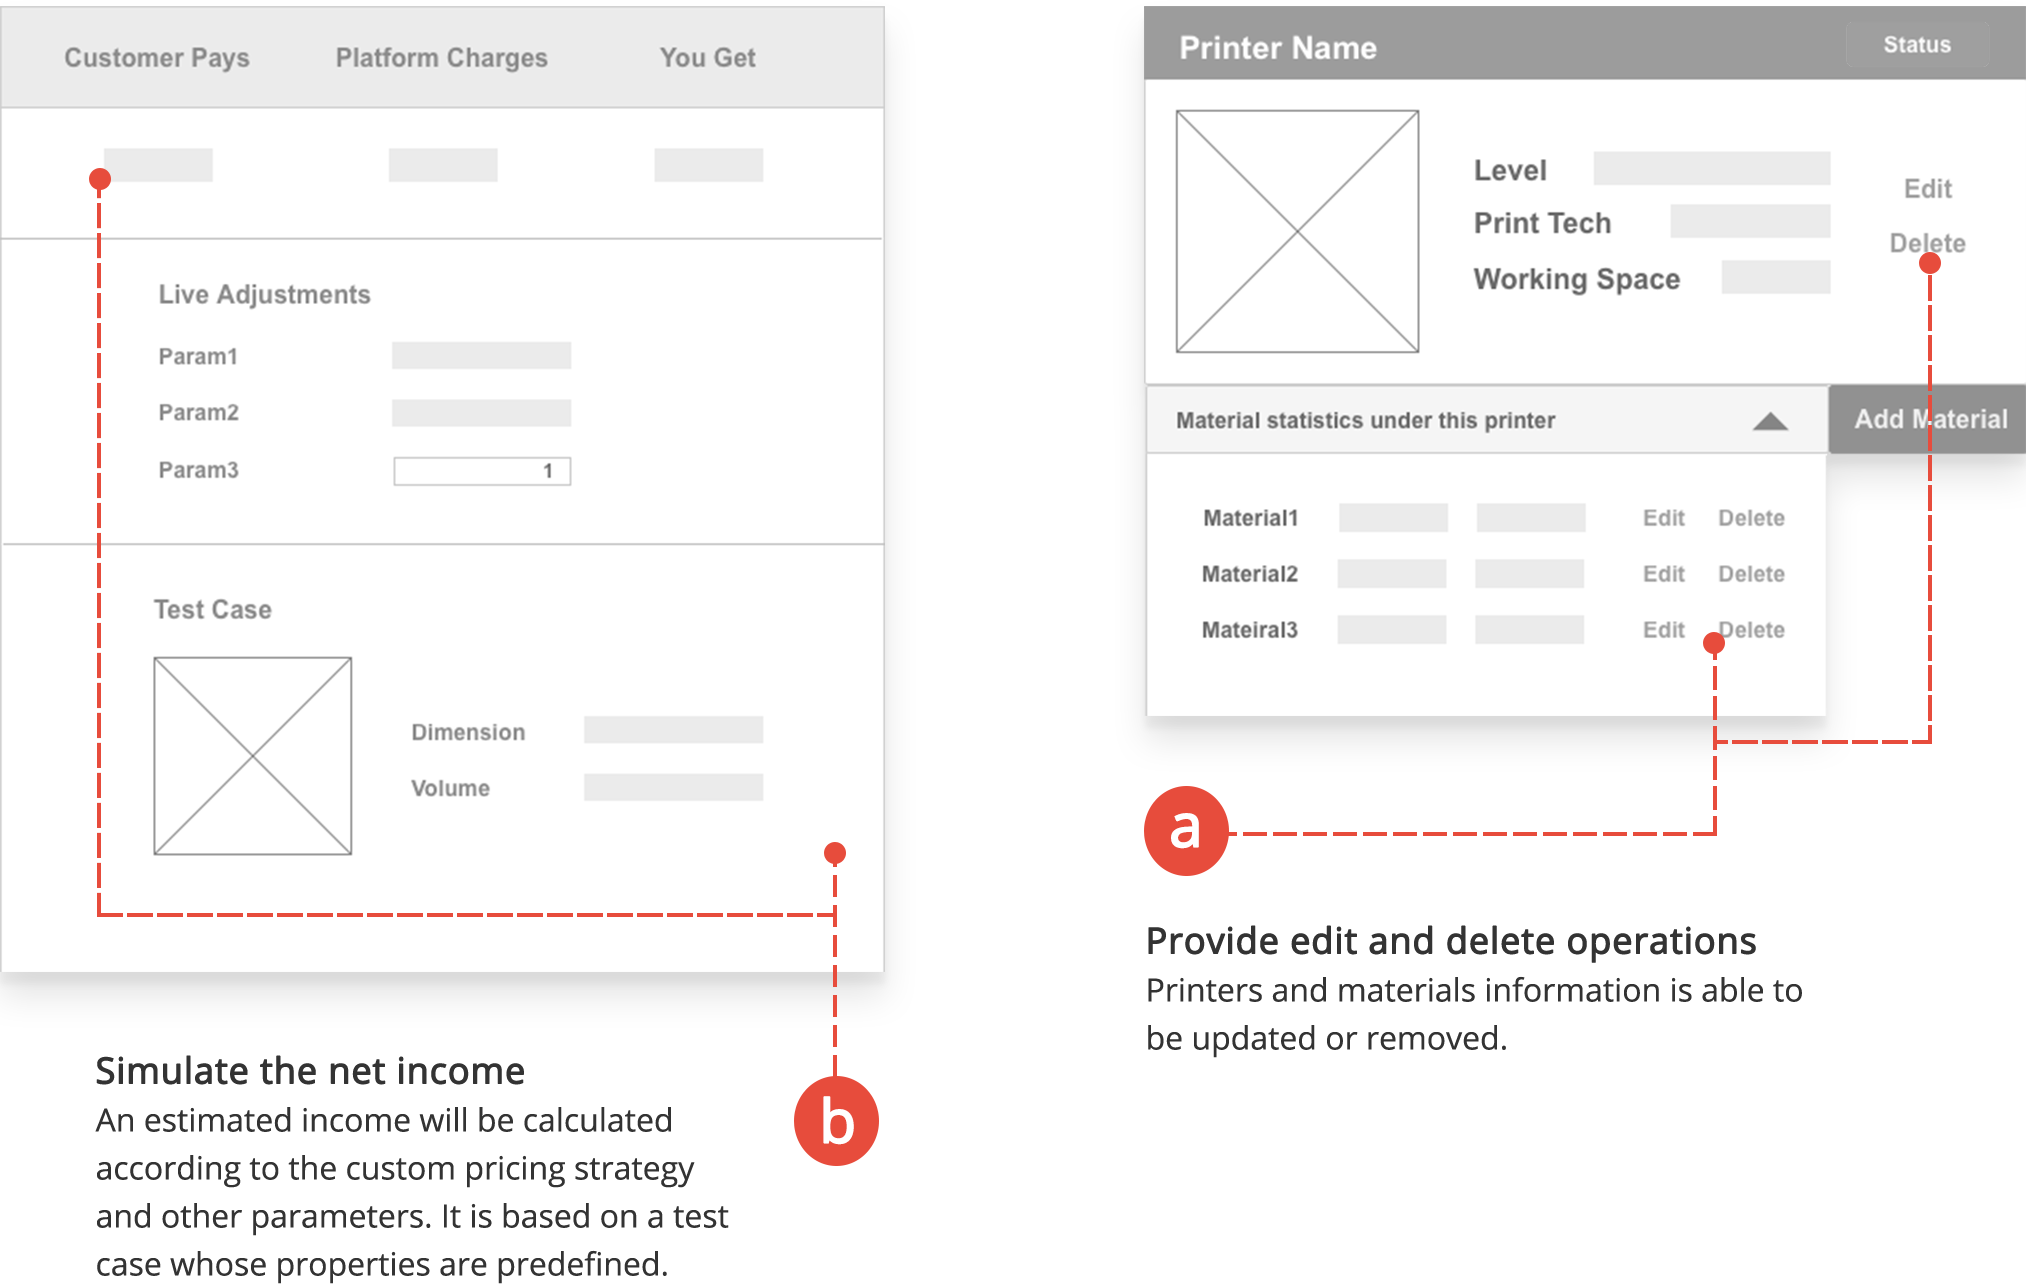 Customer Pays Platform Charges You Get
Live Adjustments
Param1
Param2
Param3 1
Test Case
Dimension
Volume
b
Simulate the net income
An estimated income will be calculated
according to the custom pricing strategy
and other parameters. It is based on a test
case whose properties are predefined.
Printer Name Status
Level
Print Tech
Working Space
Edit
Delete
Material statistics under this printer
Add Material
Material1 Edit Delete
Material2 Edit Delete
Mateiral3 Edit Delete
a
Provide edit and delete operations
Printers and materials information is able to
be updated or removed.